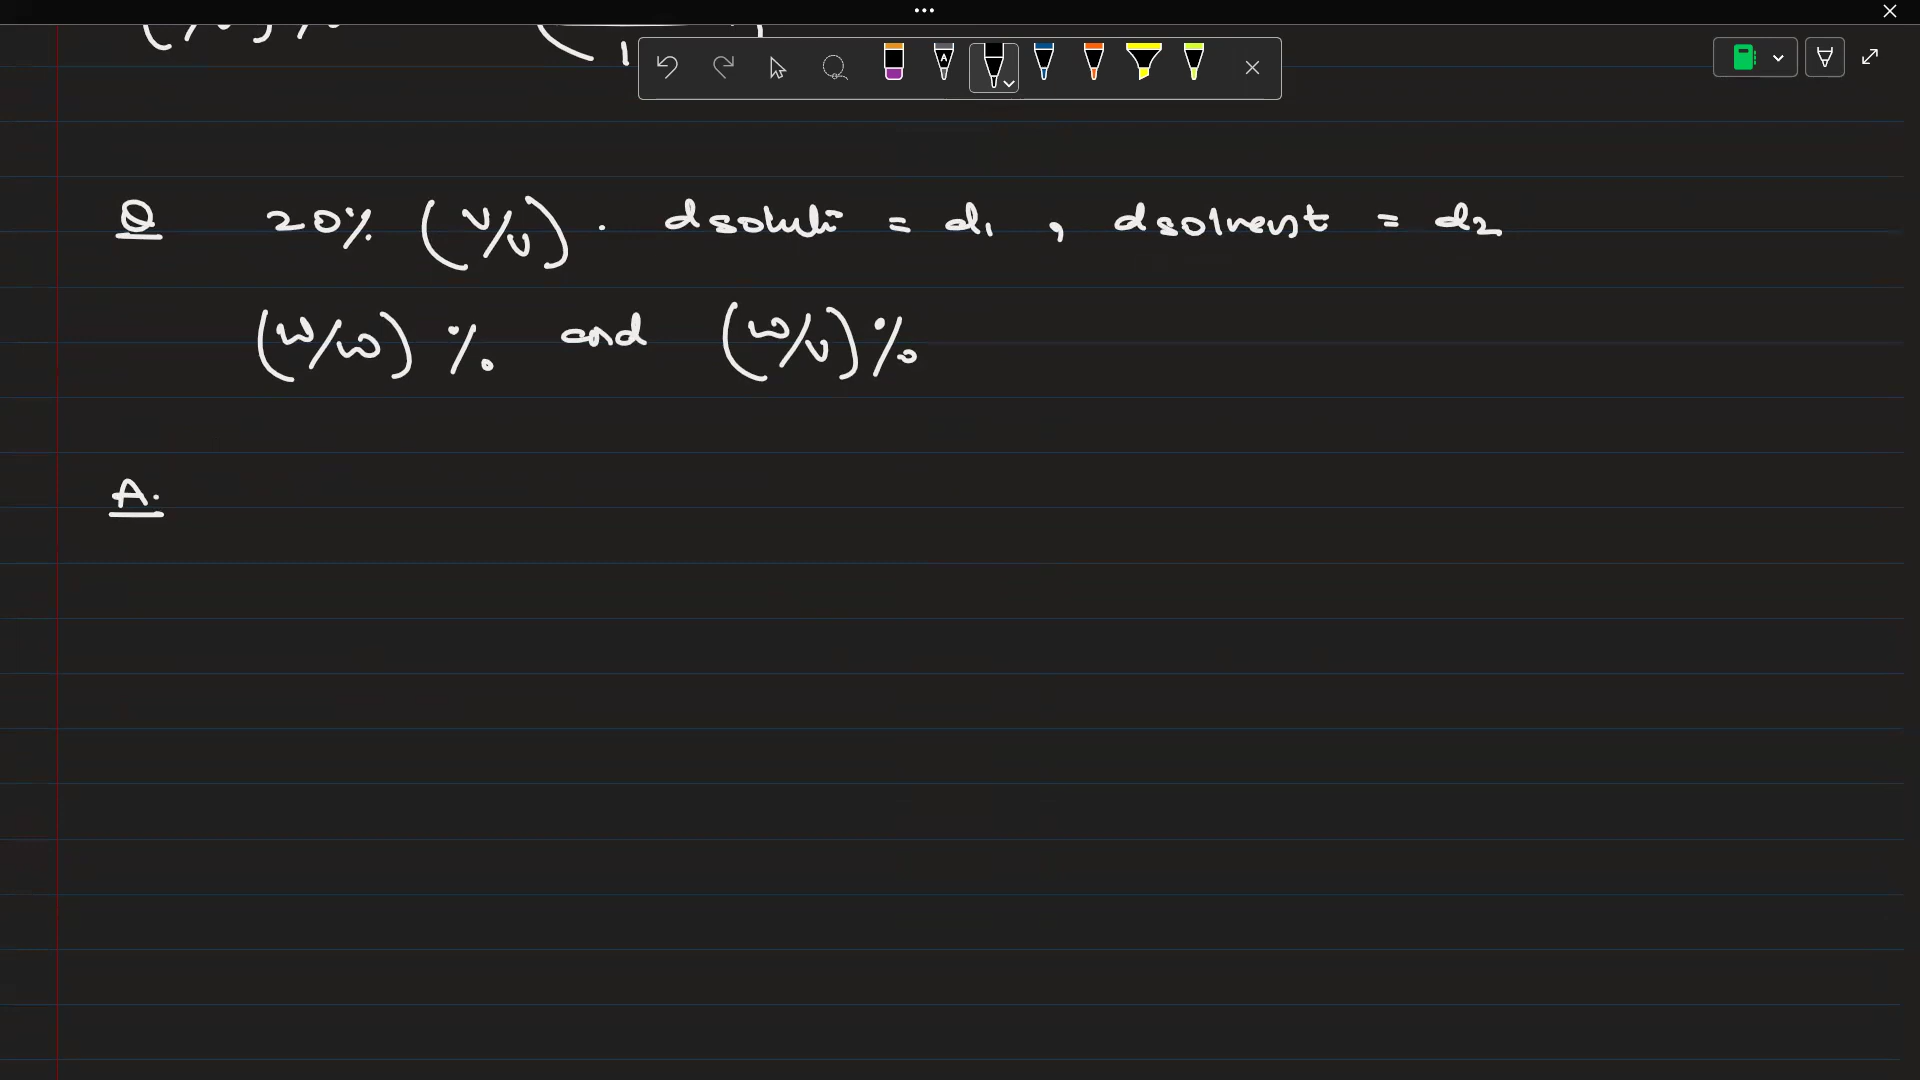 Q 20% (V/V) . dsolute = d1 , dsolvent = d2
(W/W) % and (W/V) %
A.